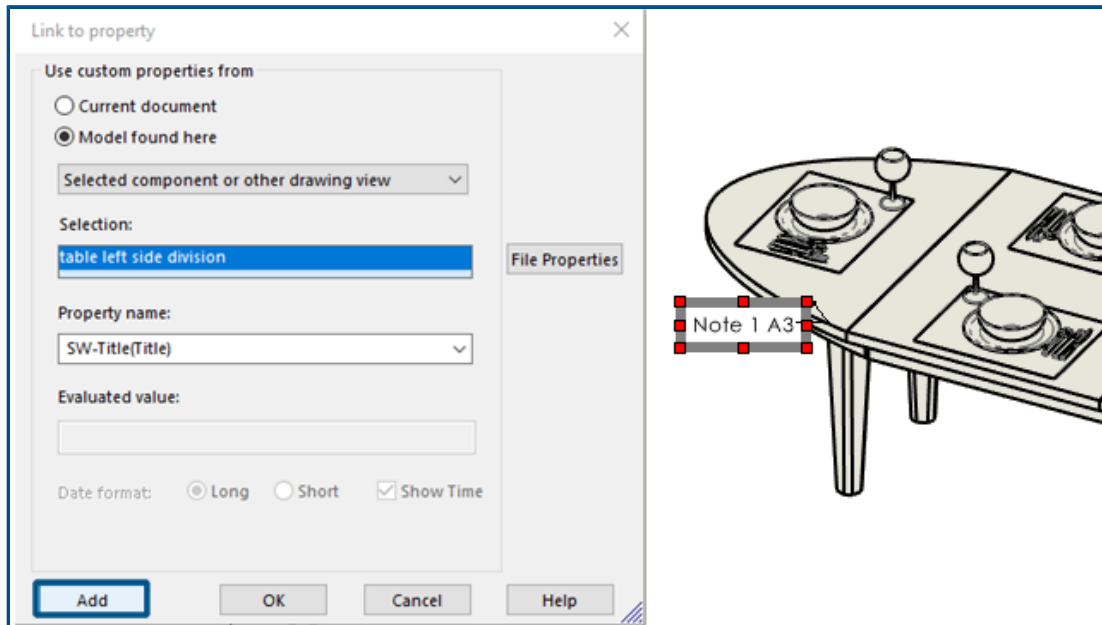 Link to property
Use custom properties from
Current document
Model found here
Selected component or other drawing view
Selection:
table left side division
File Properties
Property name:
SW-Title(Title)
Evaluated value:
Date format:
Long
Short
Show Time
Add
OK
Cancel
Help
Note 1 A3